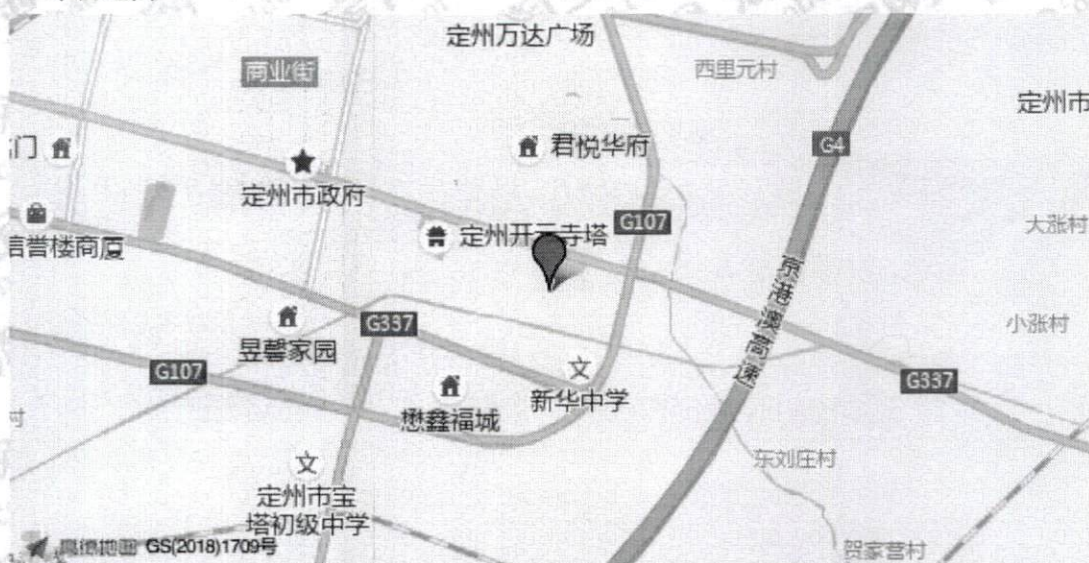 定州万达广场
商业街
西里元村
定州市
门
君悦华府
G4
定州市政府
大涨村
信誉楼商厦
定州开元寺塔
G107
京港澳高速
小涨村
G337
昱馨家园
G107
新华中学
G337
懋鑫福城
村
东刘庄村
定州市宝
塔初级中学
高德地图 GS(2018)1709号
贺家营村